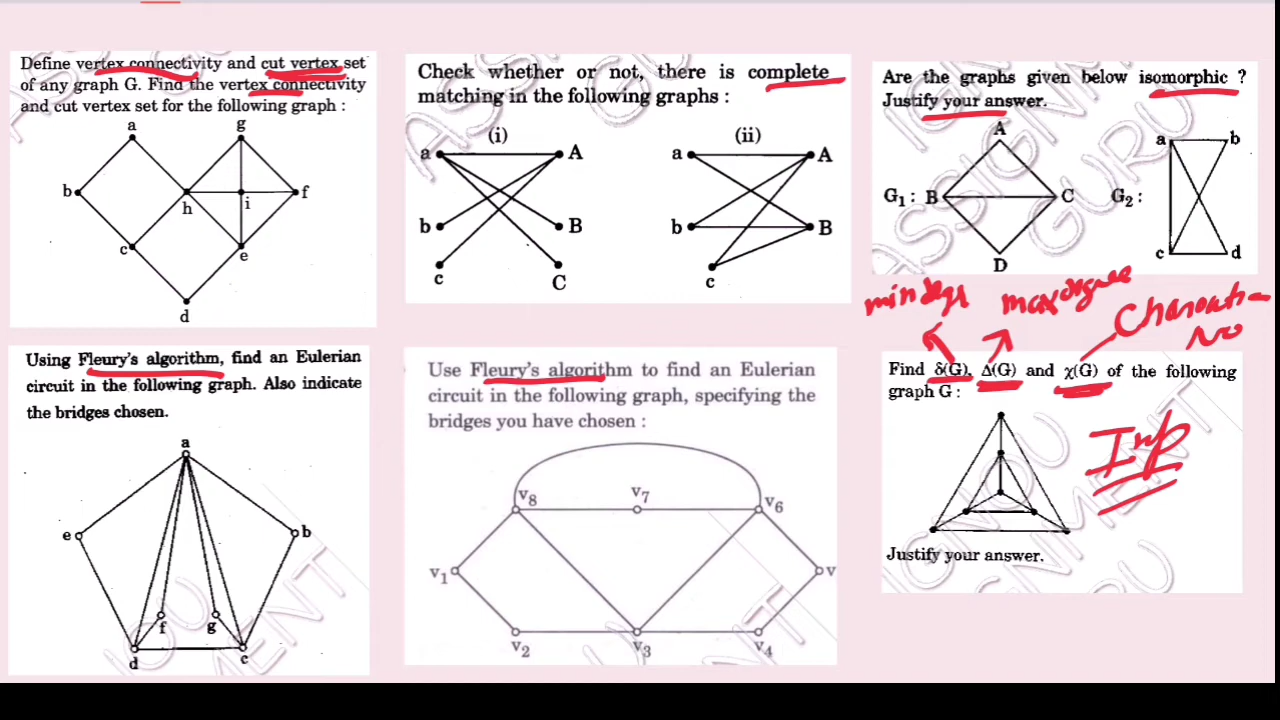 Define vertex connectivity and cut vertex set
of any graph G. Find the vertex connectivity
and cut vertex set for the following graph :
a
g
b
h
i
f
c
e
d
Check whether or not, there is complete
matching in the following graphs :
(i)
(ii)
a
A
a
A
b
B
b
B
c
C
c
Are the graphs given below isomorphic ?
Justify your answer.
A
a
b
G1 : B
C
G2 :
D
c
d
max degree
No
Using Fleury's algorithm, find an Eulerian
circuit in the following graph. Also indicate
the bridges chosen.
a
e
b
f
g
d
c
Use Fleury's algorithm to find an Eulerian
circuit in the following graph, specifying the
bridges you have chosen :
v8
v7
v6
v1
v
v2
v3
v4
Find δ(G), Δ(G) and χ(G) of the following
graph G :
Imp
Justify your answer.
ASSIGNMENT GURU
IGNOU ASSIGNMENT GURU